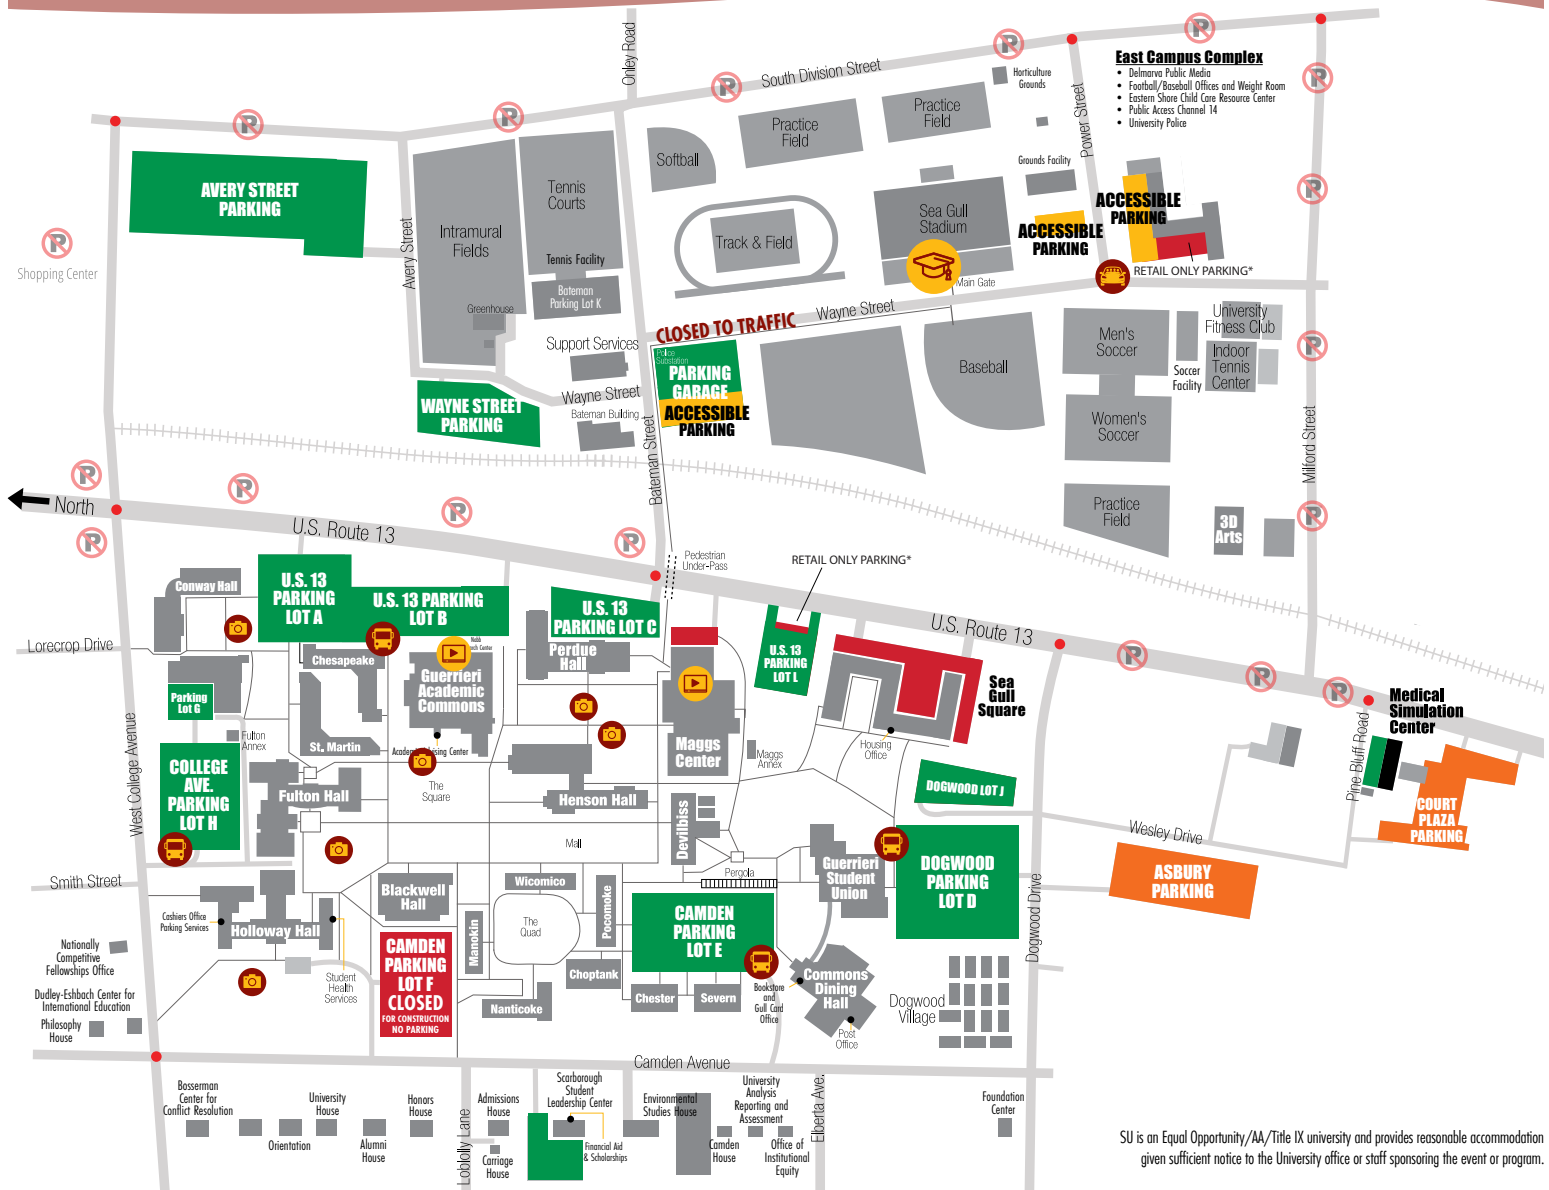 Onley Road
South Division Street
Horticulture
Grounds
Power Street
East Campus Complex
• Delmarva Public Media
• Football/Baseball Offices and Weight Room
• Eastern Shore Child Care Resource Center
• Public Access Channel 14
• University Police
Practice
Field
Practice
Field
Softball
AVERY STREET
PARKING
Avery Street
Intramural
Fields
Tennis
Courts
Tennis Facility
Bateman
Parking Lot K
Greenhouse
Track & Field
Sea Gull
Stadium
Grounds Facility
ACCESSIBLE
PARKING
ACCESSIBLE
PARKING
RETAIL ONLY PARKING*
Main Gate
Shopping Center
Support Services
CLOSED TO TRAFFIC
Wayne Street
Police
Substation
PARKING
GARAGE
ACCESSIBLE
PARKING
Wayne Street
Bateman Building
WAYNE STREET
PARKING
Bateman Street
Baseball
Men's
Soccer
Soccer
Facility
University
Fitness Club
Indoor
Tennis
Center
Women's
Soccer
Milford Street
Practice
Field
3D
Arts
North
U.S. Route 13
Pedestrian
Under-Pass
RETAIL ONLY PARKING*
Conway Hall
U.S. 13
PARKING
LOT A
U.S. 13 PARKING
LOT B
U.S. 13
PARKING LOT C
U.S. 13
PARKING
LOT L
U.S. Route 13
Lorecrop Drive
Chesapeake
Nabb
Center
Guerrieri
Academic
Commons
Perdue
Hall
Sea
Gull
Square
Parking
Lot G
Fulton
Annex
St. Martin
Academic Advising Center
Maggs
Center
Maggs
Annex
Housing
Office
Medical
Simulation
Center
West College Avenue
COLLEGE
AVE.
PARKING
LOT H
Fulton Hall
The
Square
Henson Hall
DOGWOOD LOT J
Pine Bluff Road
COURT
PLAZA
PARKING
Devilbiss
Mall
Wesley Drive
Smith Street
Blackwell
Hall
Wicomico
Pergola
Guerrieri
Student
Union
DOGWOOD
PARKING
LOT D
ASBURY
PARKING
Cashiers Office
Parking Services
Holloway Hall
Manokin
The
Quad
Pocomoke
CAMDEN
PARKING
LOT E
Dogwood Drive
Nationally
Competitive
Fellowships Office
CAMDEN
PARKING
LOT F
CLOSED
FOR CONSTRUCTION
NO PARKING
Student
Health
Services
Choptank
Nanticoke
Chester
Severn
Bookstore
and
Gull Card
Office
Commons
Dining
Hall
Post
Office
Dogwood
Village
Dudley-Eshbach Center for
International Education
Philosophy
House
Camden Avenue
Bosserman
Center for
Conflict Resolution
Orientation
University
House
Alumni
House
Honors
House
Loblolly Lane
Admissions
House
Carriage
House
Scarborough
Student
Leadership Center
Financial Aid
& Scholarships
Environmental
Studies House
Camden
House
University
Analysis
Reporting and
Assessment
Office of
Institutional
Equity
Elberta Ave.
Foundation
Center
SU is an Equal Opportunity/AA/Title IX university and provides reasonable accommodation
given sufficient notice to the University office or staff sponsoring the event or program.